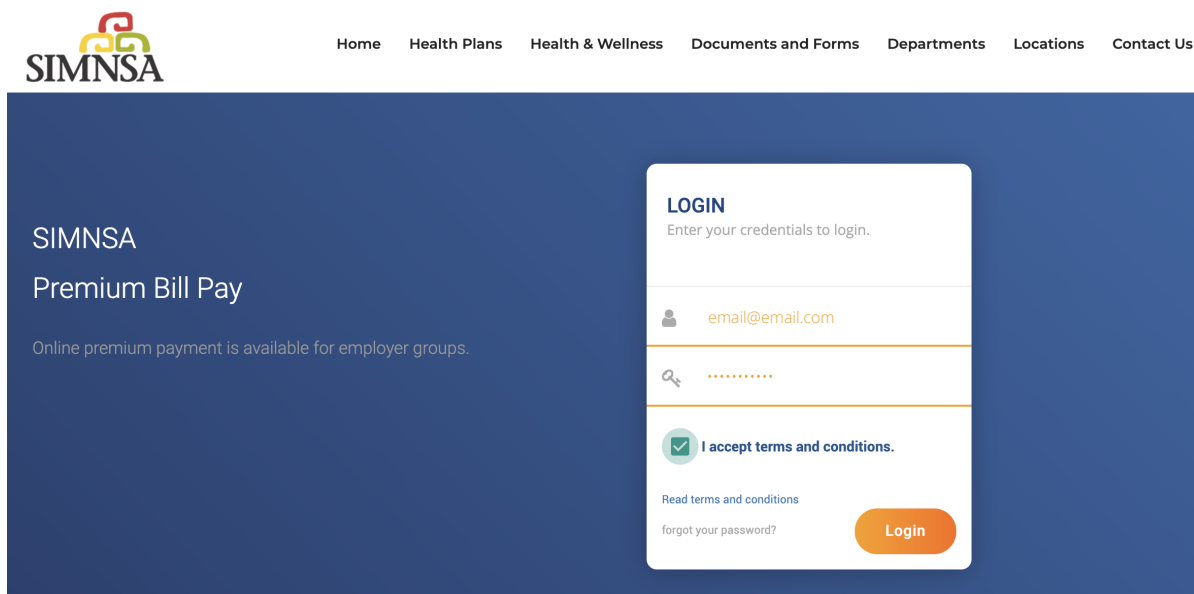 SIMNSA
Home Health Plans Health & Wellness Documents and Forms Departments Locations Contact Us
SIMNSA
Premium Bill Pay
Online premium payment is available for employer groups.
LOGIN
Enter your credentials to login.
email@email.com
•••••••••••
I accept terms and conditions.
Read terms and conditions
forgot your password?
Login